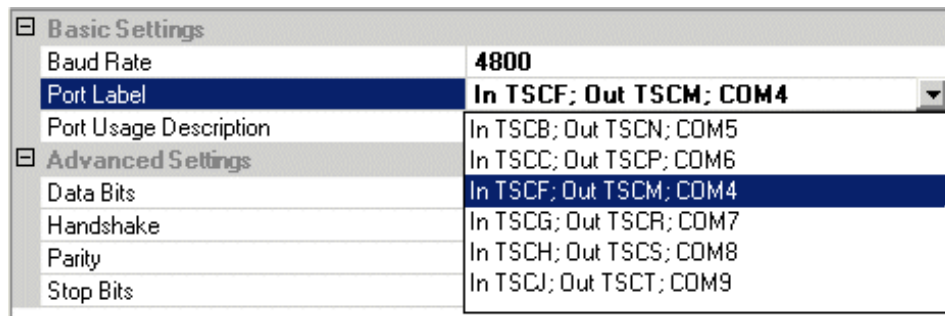 Basic Settings
Baud Rate 4800
Port Label In TSCF; Out TSCM; COM4
Port Usage Description In TSCB; Out TSCN; COM5
Advanced Settings In TSCC; Out TSCP; COM6
Data Bits In TSCF; Out TSCM; COM4
Handshake In TSCG; Out TSCR; COM7
Parity In TSCH; Out TSCS; COM8
Stop Bits In TSCJ; Out TSCT; COM9